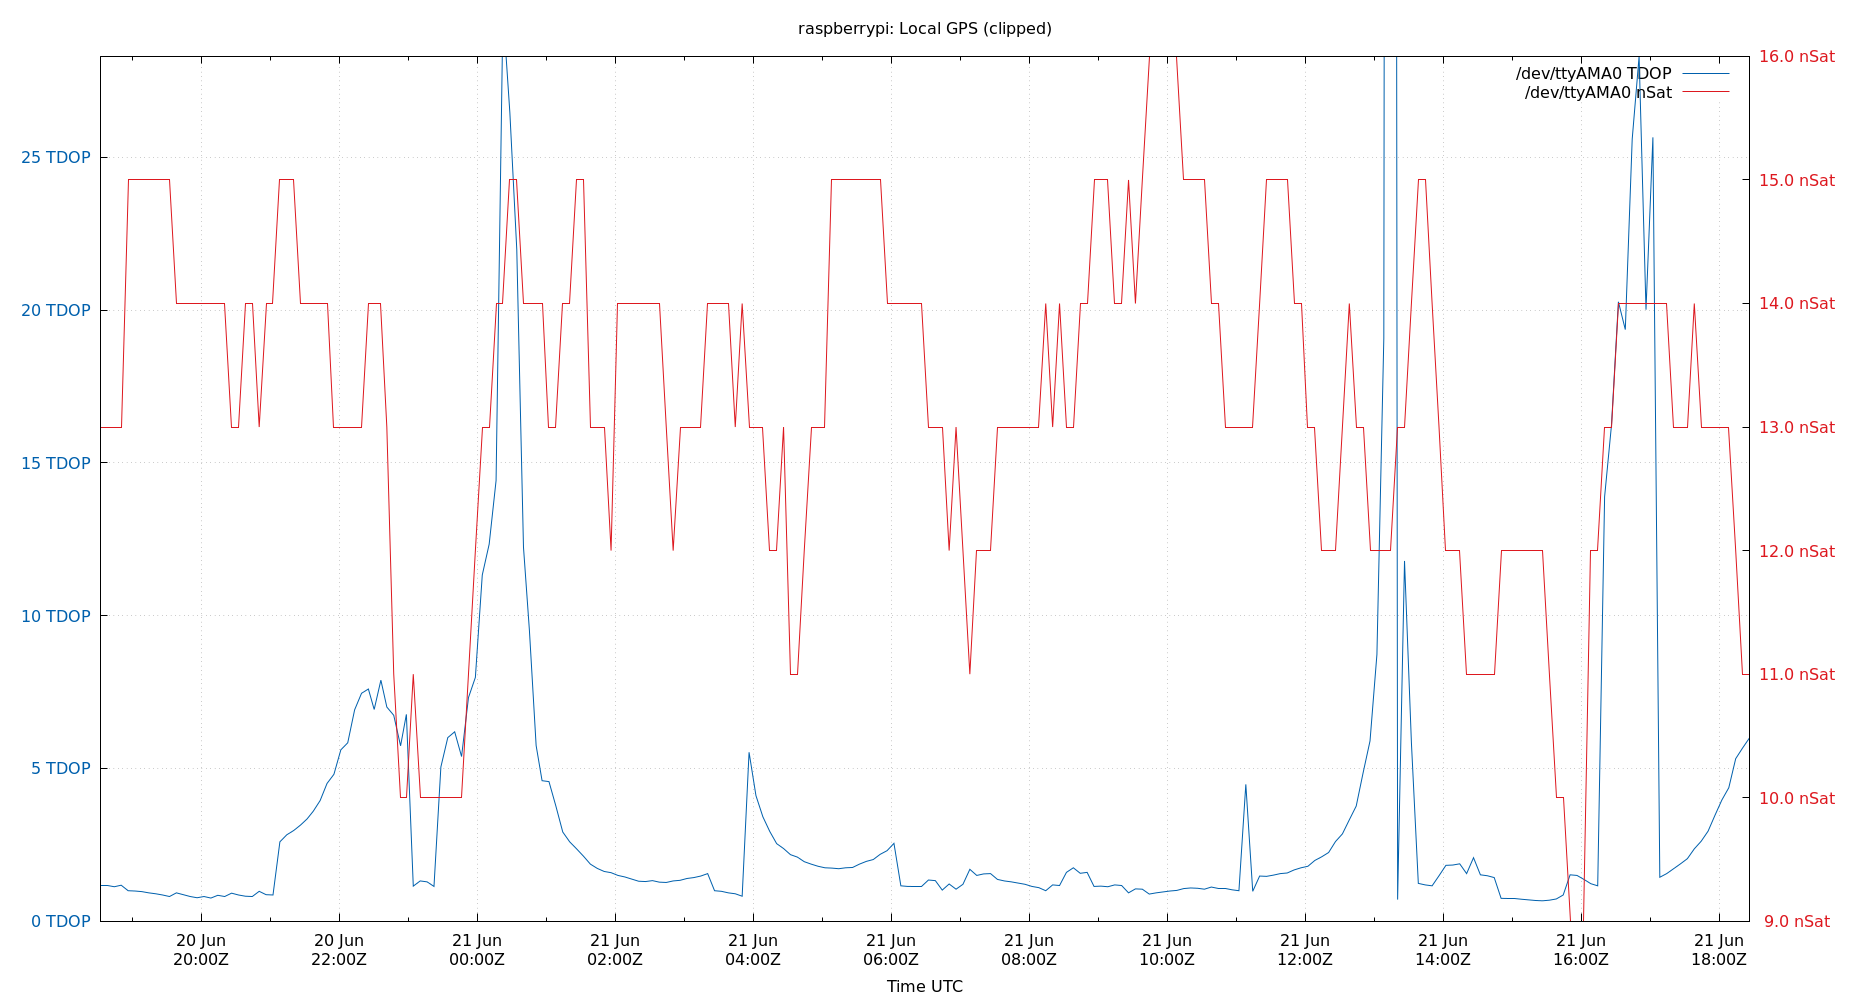 raspberrypi: Local GPS (clipped)
/dev/ttyAMA0 TDOP
/dev/ttyAMA0 nSat
25 TDOP
20 TDOP
15 TDOP
10 TDOP
5 TDOP
0 TDOP
16.0 nSat
15.0 nSat
14.0 nSat
13.0 nSat
12.0 nSat
11.0 nSat
10.0 nSat
9.0 nSat
20 Jun 20:00Z
20 Jun 22:00Z
21 Jun 00:00Z
21 Jun 02:00Z
21 Jun 04:00Z
21 Jun 06:00Z
21 Jun 08:00Z
21 Jun 10:00Z
21 Jun 12:00Z
21 Jun 14:00Z
21 Jun 16:00Z
21 Jun 18:00Z
Time UTC